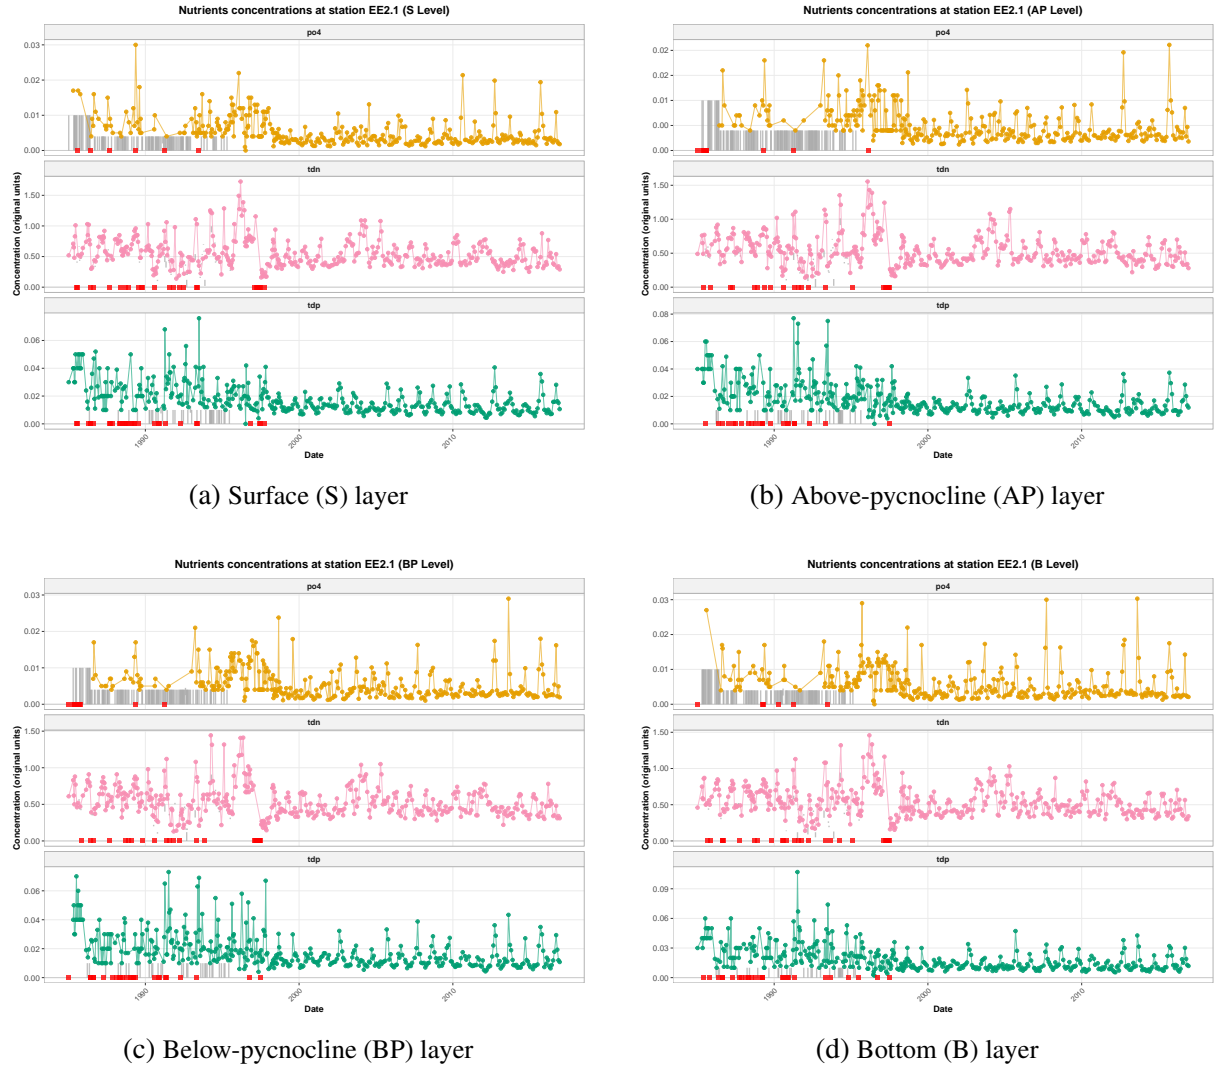 Nutrients concentrations at station EE2.1 (S Level)
po4
0.03
0.02
0.01
0.00
tdn
1.50
1.00
0.50
0.00
tdp
0.06
0.04
0.02
0.00
Concentration (original units)
1990
2000
2010
Date
(a) Surface (S) layer
Nutrients concentrations at station EE2.1 (AP Level)
po4
0.02
0.01
0.00
0.00
tdn
1.50
1.00
0.50
0.00
tdp
0.08
0.06
0.04
0.02
0.00
Concentration (original units)
1990
2000
2010
Date
(b) Above-pycnocline (AP) layer
Nutrients concentrations at station EE2.1 (BP Level)
po4
0.03
0.02
0.01
0.00
tdn
1.50
1.00
0.50
0.00
tdp
0.06
0.04
0.02
0.00
Concentration (original units)
1990
2000
2010
Date
(c) Below-pycnocline (BP) layer
Nutrients concentrations at station EE2.1 (B Level)
po4
0.03
0.02
0.01
0.00
tdn
1.50
1.00
0.50
0.00
tdp
0.09
0.06
0.03
0.00
Concentration (original units)
1990
2000
2010
Date
(d) Bottom (B) layer